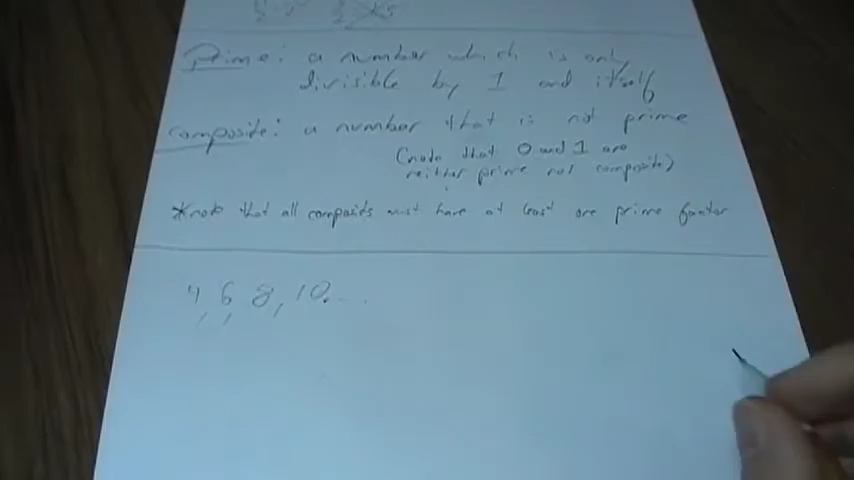 Prime: a number which is only
divisible by 1 and itself
composite: a number that is not prime
(note that 0 and 1 are
neither prime not composite)
*note that all composits must have at least one prime factor
4, 6, 8, 10....